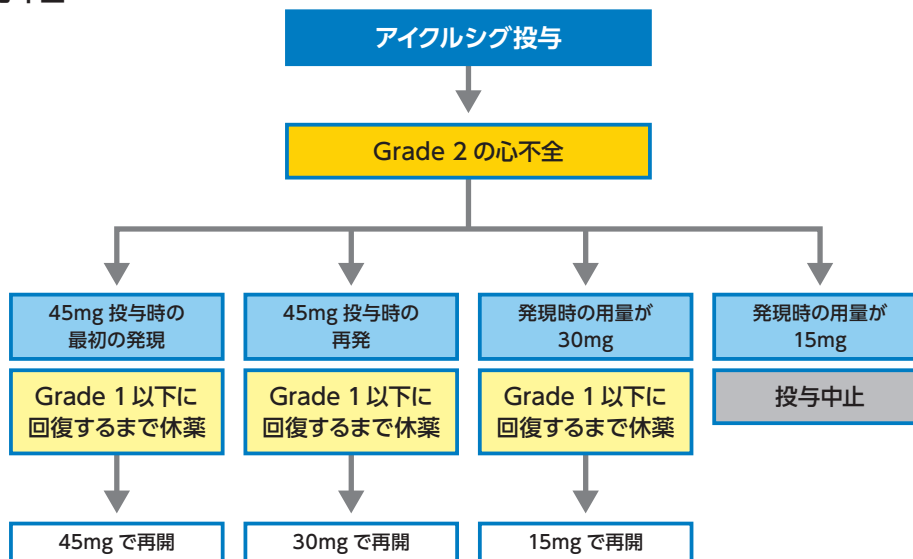 アイクルシグ投与
Grade 2 の心不全
45mg 投与時の
最初の発現
45mg 投与時の
再発
発現時の用量が
30mg
発現時の用量が
15mg
Grade 1 以下に
回復するまで休薬
Grade 1 以下に
回復するまで休薬
Grade 1 以下に
回復するまで休薬
投与中止
45mg で再開
30mg で再開
15mg で再開